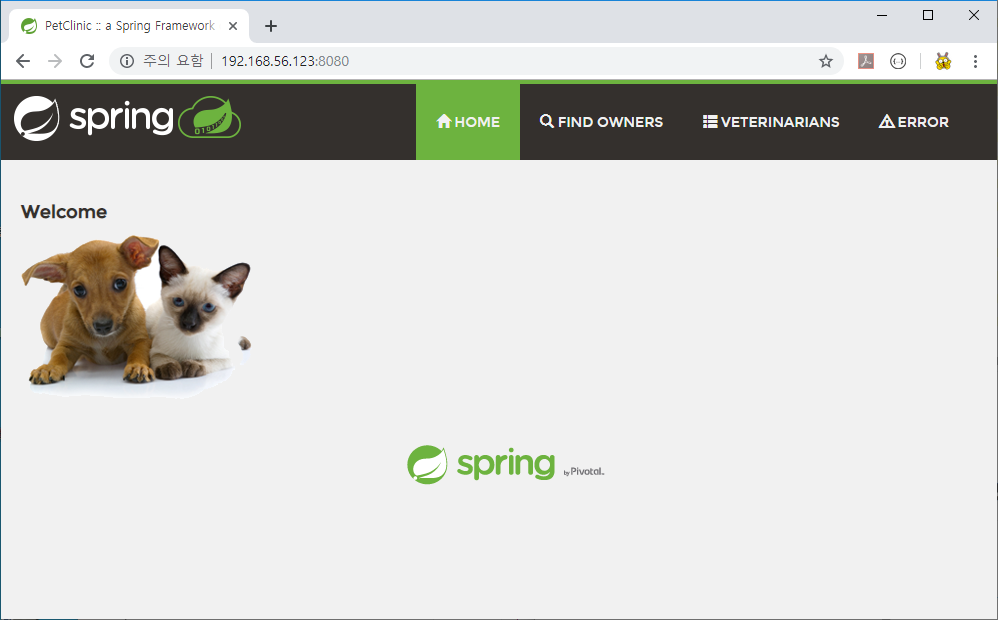 PetClinic :: a Spring Framework
주의 요함 | 192.168.56.123:8080
spring
HOME
FIND OWNERS
VETERINARIANS
ERROR
Welcome
spring by Pivotal